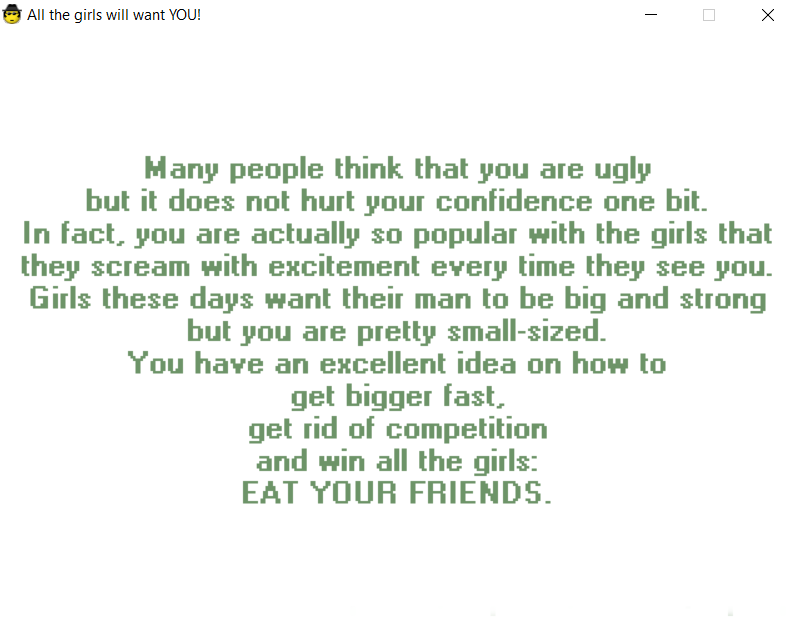 All the girls will want YOU!
Many people think that you are ugly
but it does not hurt your confidence one bit.
In fact, you are actually so popular with the girls that
they scream with excitement every time they see you.
Girls these days want their man to be big and strong
but you are pretty small-sized.
You have an excellent idea on how to
get bigger fast,
get rid of competition
and win all the girls:
EAT YOUR FRIENDS.